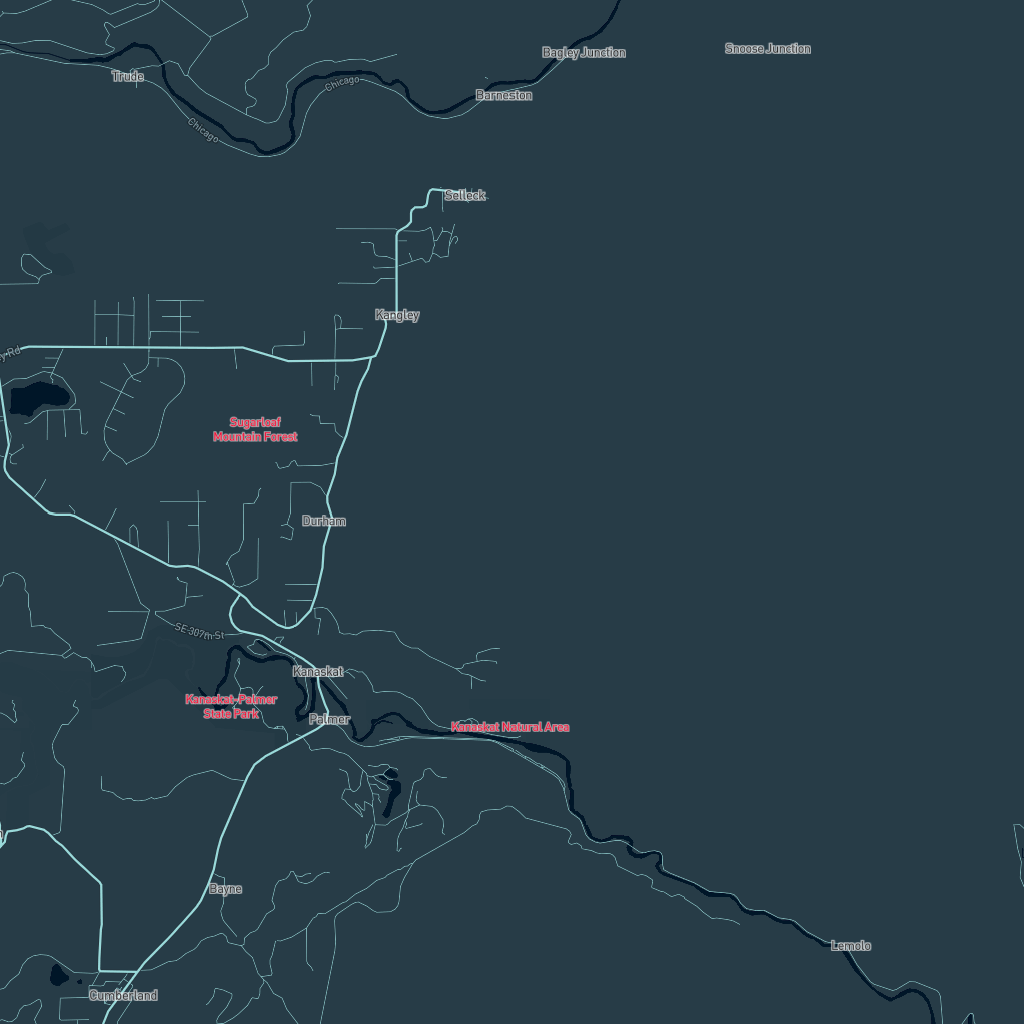 Bagley Junction
Snoose Junction
Trude
Chicago
Barneston
Chicago
Selleck
Kangley
Rd
Sugarloaf
Mountain Forest
Durham
SE 307th St
Kanaskat
Kanaskat-Palmer
State Park
Palmer
Kanaskat Natural Area
Bayne
Lemolo
Cumberland